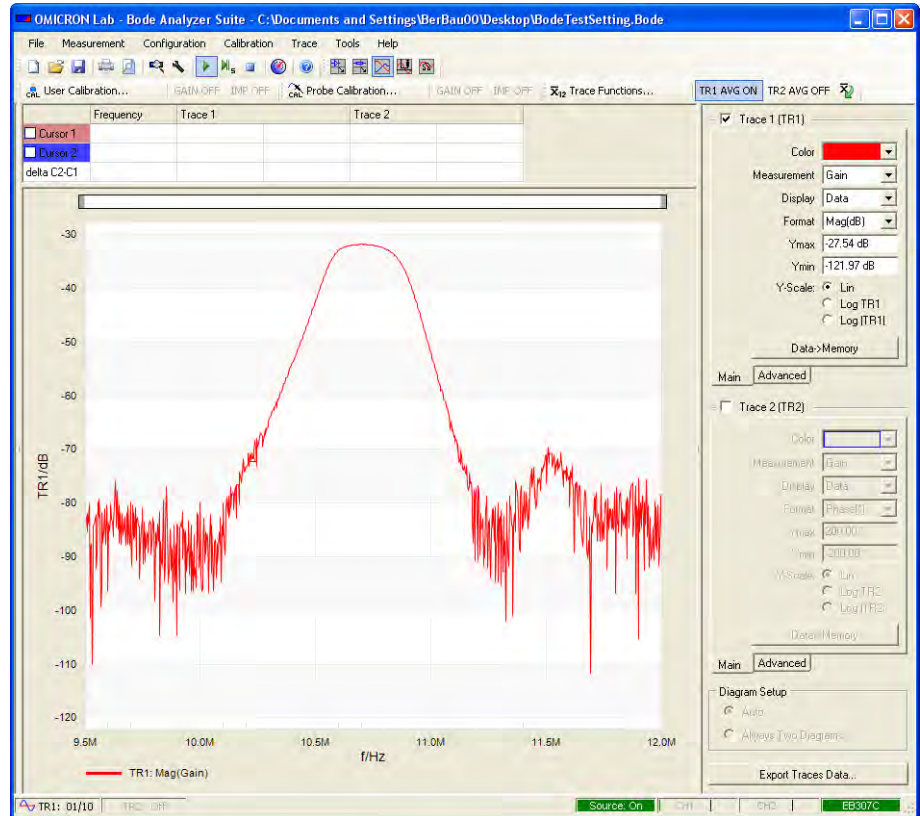 OMICRON Lab - Bode Analyzer Suite - C:\Documents and Settings\BerBau00\Desktop\BodeTestSetting.Bode
File Measurement Configuration Calibration Trace Tools Help
User Calibration... GAIN OFF IMP OFF Probe Calibration... GAIN OFF IMP OFF Trace Functions... TR1 AVG ON TR2 AVG OFF
Frequency Trace 1 Trace 2
Cursor 1
Cursor 2
delta C2-C1
TR1/dB
-30
-40
-50
-60
-70
-80
-90
-100
-110
-120
9.5M 10.0M 10.5M 11.0M 11.5M 12.0M
f/Hz
TR1: Mag(Gain)
Trace 1 (TR1)
Color
Measurement Gain
Display Data
Format Mag(dB)
Ymax -27.54 dB
Ymin -121.97 dB
Y-Scale: Lin
Log TR1
Log |TR1|
Data->Memory
Main Advanced
Trace 2 (TR2)
Color
Measurement Gain
Display Data
Format
Ymax 200.00
Ymin -200.00
Y-Scale: Lin
Log TR2
Log |TR2|
Data->Memory
Main Advanced
Diagram Setup
Auto
Always Two Diagrams
Export Traces Data...
TR1: 01/10 TR2: Off Source: On CH1 CH2 EB307C